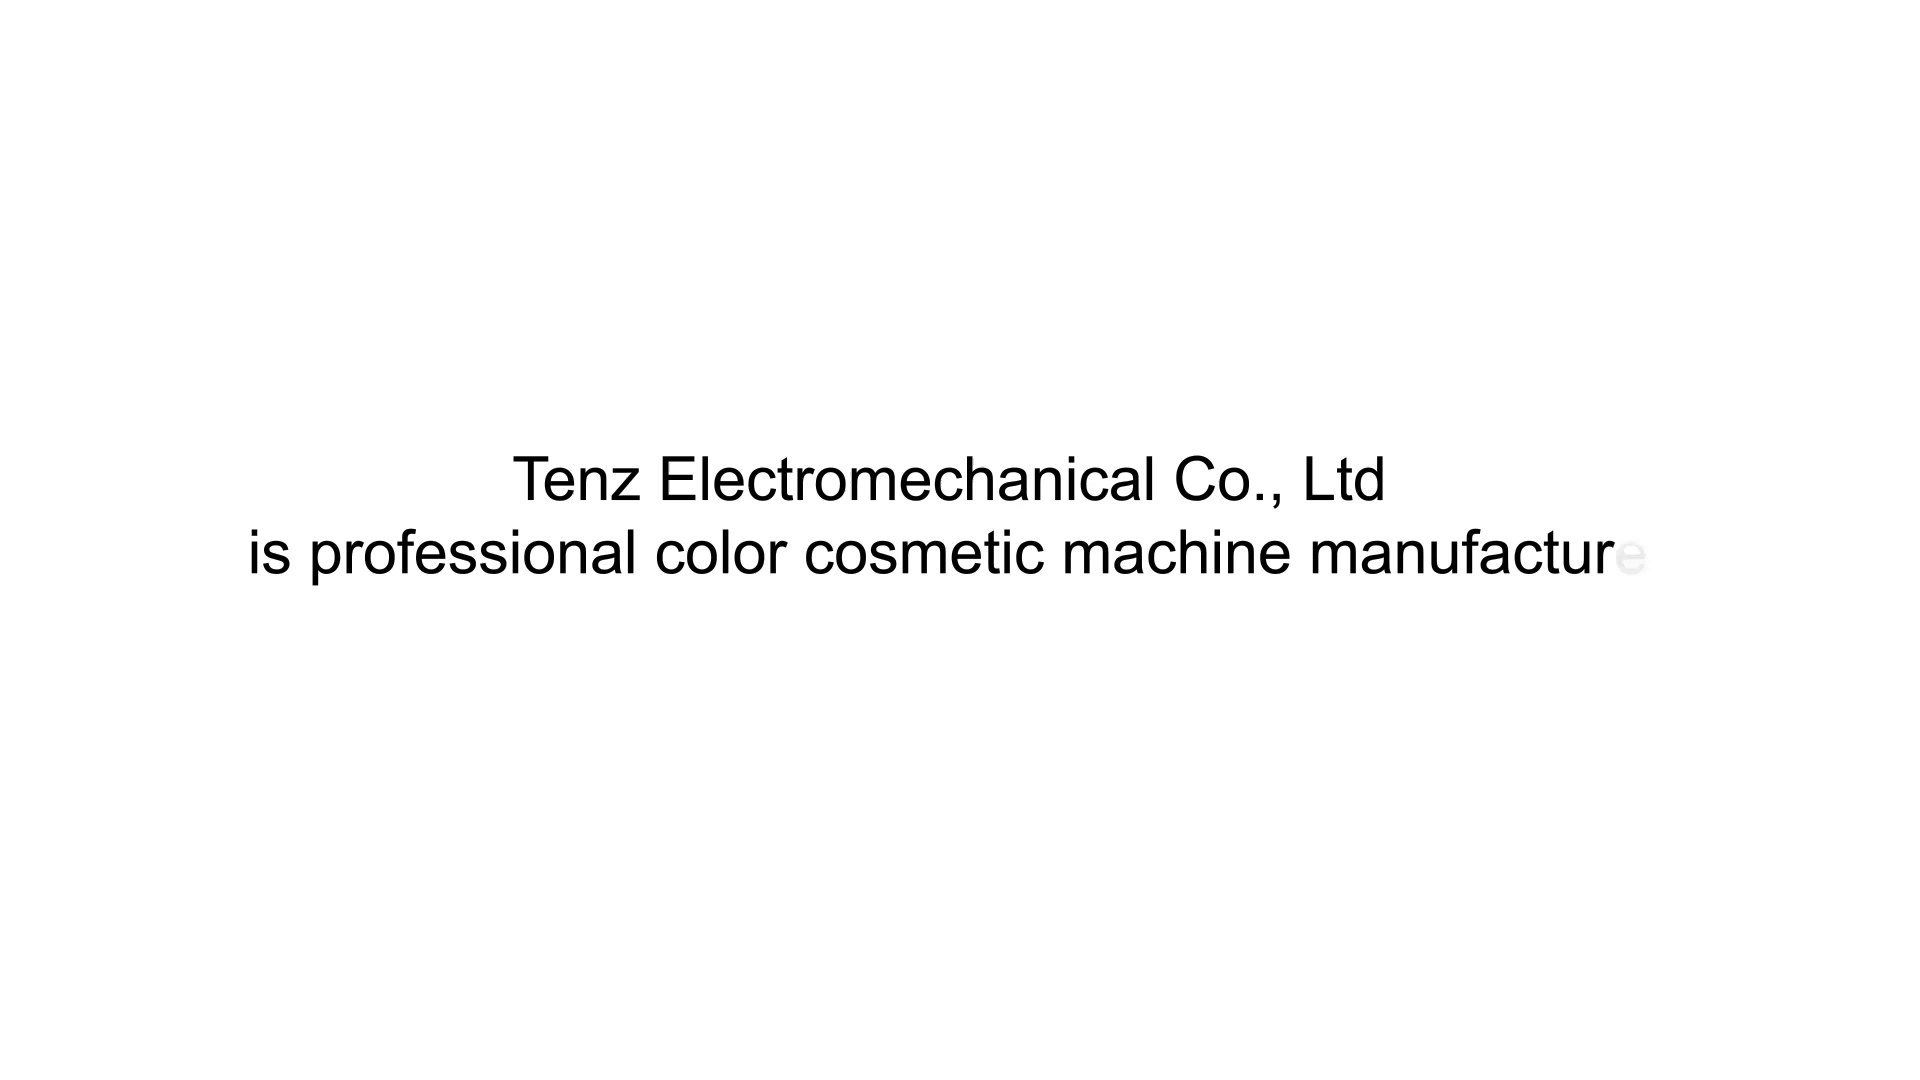 Tenz Electromechanical Co., Ltd
is professional color cosmetic machine manufacture